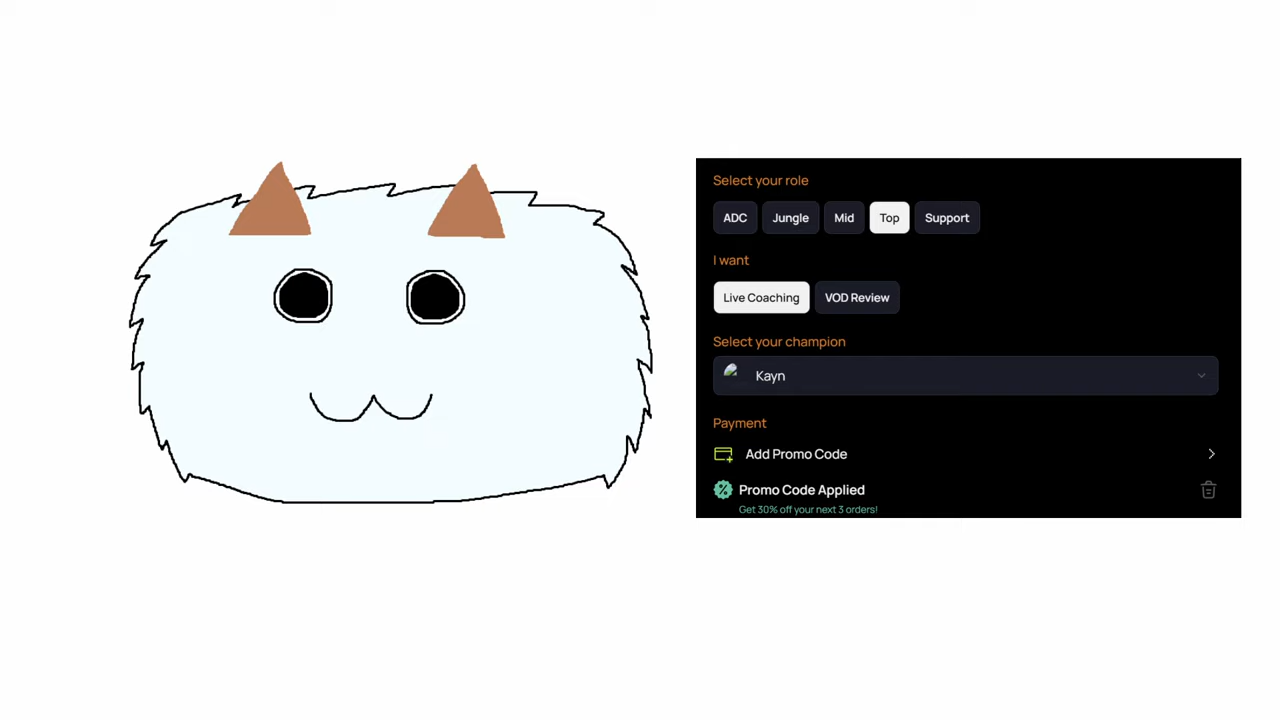 Select your role
ADC Jungle Mid Top Support
I want
Live Coaching VOD Review
Select your champion
Kayn
Payment
Add Promo Code
Promo Code Applied
Get 30% off your next 3 orders!